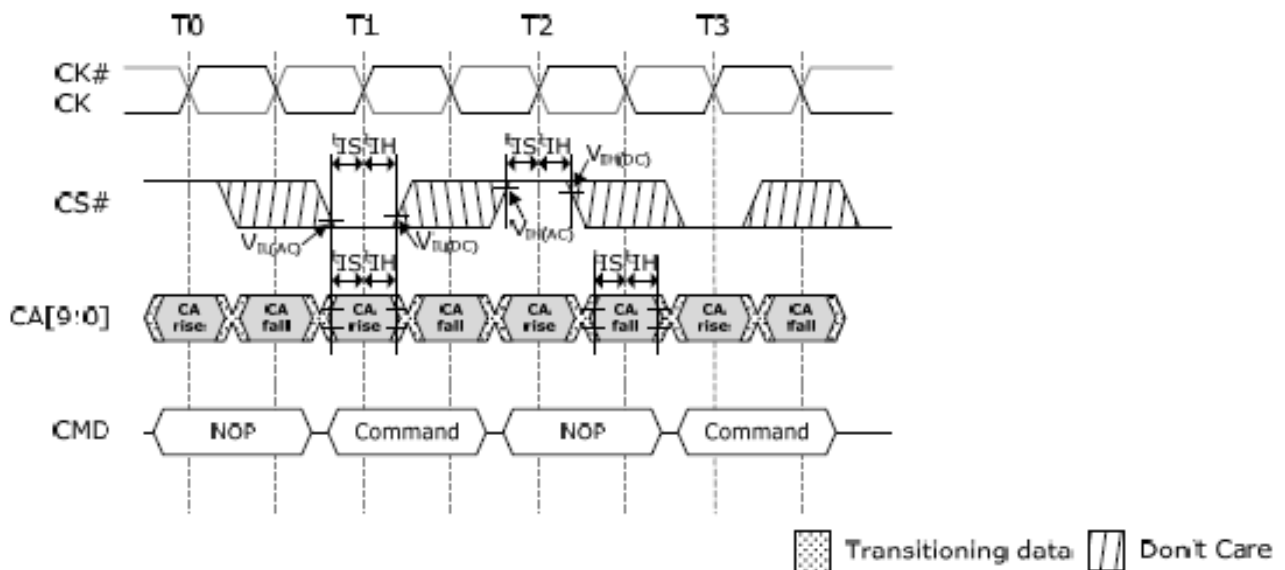 T0 T1 T2 T3
CK#
CK
tIS tIH tIS tIH VIH(DC)
CS#
VIL(AC) VIL(DC) VIH(AC)
tIS tIH tIS tIH
CA[9:0] CA rise CA fall CA rise CA fall CA rise CA fall CA rise CA fall
CMD NOP Command NOP Command
Transitioning data Don't Care